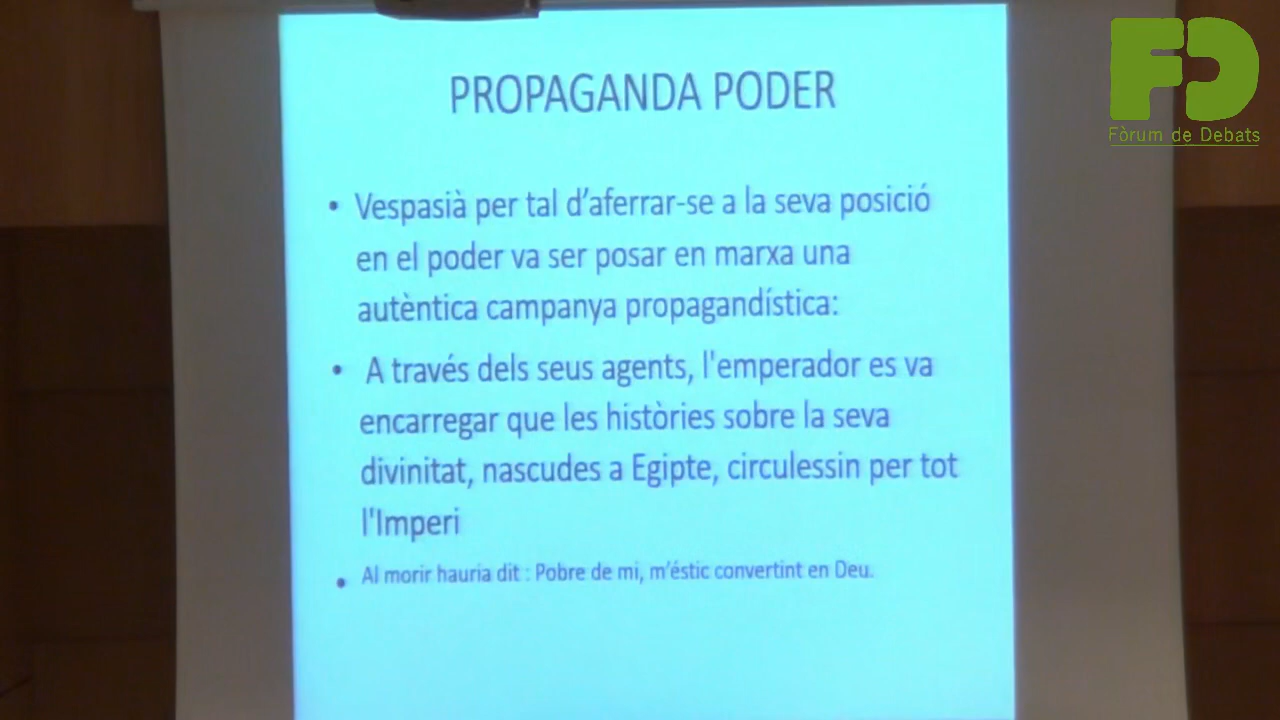 PROPAGANDA PODER
• Vespasià per tal d’aferrar-se a la seva posició
en el poder va ser posar en marxa una
autèntica campanya propagandística:
• A través dels seus agents, l'emperador es va
encarregar que les històries sobre la seva
divinitat, nascudes a Egipte, circulessin per tot
l'Imperi
• Al morir hauria dit : Pobre de mi, m’éstic convertint en Deu.
FD
Fòrum de Debats